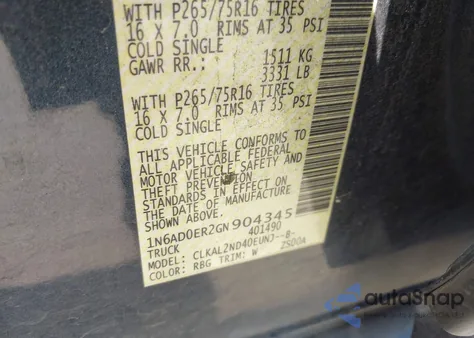 WITH P265/75R16 TIRES
16 X 7.0 RIMS AT 35 PSI
COLD SINGLE
GAWR RR.: 1511 KG
3331 LB
WITH P265/75R16 TIRES
16 X 7.0 RIMS AT 35 PSI
COLD SINGLE
THIS VEHICLE CONFORMS TO
ALL APPLICABLE FEDERAL
MOTOR VEHICLE SAFETY AND
THEFT PREVENTION
STANDARDS IN EFFECT ON
THE DATE OF MANUFACTURE
SHOWN ABOVE.
1N6AD0ER2GN904345
TRUCK 401490
MODEL: CLKAL2ND40EUNJ--B-
COLOR: RBG TRIM: W ZS00A
autoSnap